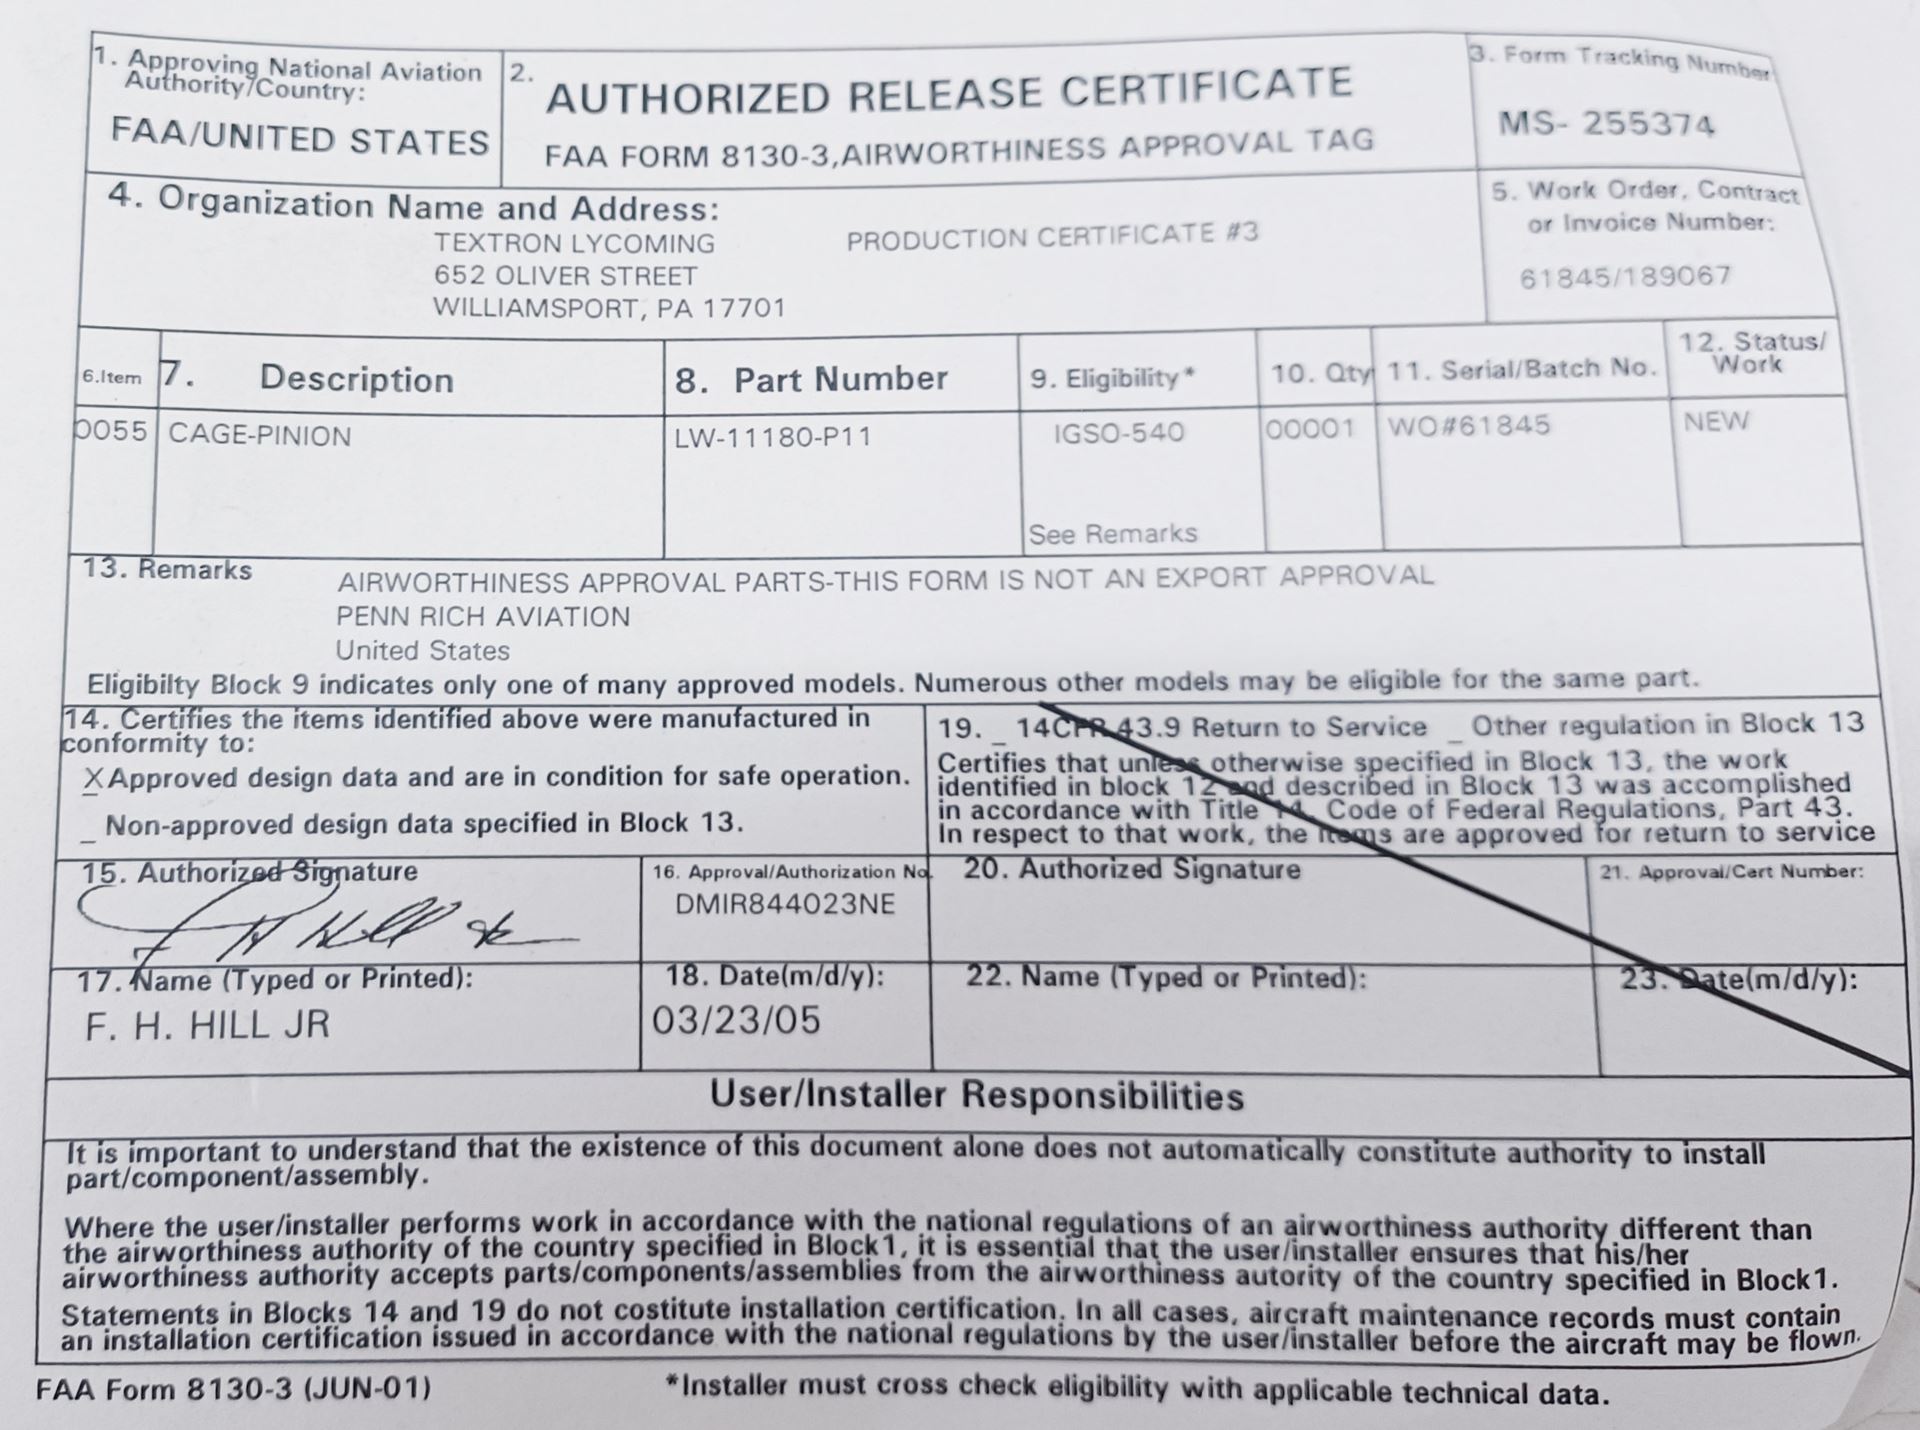 1. Approving National Aviation Authority/Country:
FAA/UNITED STATES
2.
AUTHORIZED RELEASE CERTIFICATE
FAA FORM 8130-3,AIRWORTHINESS APPROVAL TAG
3. Form Tracking Number
MS- 255374
4. Organization Name and Address:
TEXTRON LYCOMING
652 OLIVER STREET
WILLIAMSPORT, PA 17701
PRODUCTION CERTIFICATE #3
5. Work Order, Contract
or Invoice Number:
61845/189067
6.Item
7. Description
8. Part Number
9. Eligibility*
10. Qty
11. Serial/Batch No.
12. Status/
Work
0055
CAGE-PINION
LW-11180-P11
IGSO-540
00001
WO#61845
NEW
See Remarks
13. Remarks
AIRWORTHINESS APPROVAL PARTS-THIS FORM IS NOT AN EXPORT APPROVAL
PENN RICH AVIATION
United States
Eligibilty Block 9 indicates only one of many approved models. Numerous other models may be eligible for the same part.
14. Certifies the items identified above were manufactured in
conformity to:
X Approved design data and are in condition for safe operation.
_ Non-approved design data specified in Block 13.
19. _ 14CFR 43.9 Return to Service _ Other regulation in Block 13
Certifies that unless otherwise specified in Block 13, the work
identified in block 12 and described in Block 13 was accomplished
in accordance with Title 14, Code of Federal Regulations, Part 43.
In respect to that work, the items are approved for return to service
15. Authorized Signature
F H Hill Jr
16. Approval/Authorization No.
DMIR844023NE
20. Authorized Signature
21. Approval/Cert Number:
17. Name (Typed or Printed):
F. H. HILL JR
18. Date(m/d/y):
03/23/05
22. Name (Typed or Printed):
23. Date(m/d/y):
User/Installer Responsibilities
It is important to understand that the existence of this document alone does not automatically constitute authority to install
part/component/assembly.
Where the user/installer performs work in accordance with the national regulations of an airworthiness authority different than
the airworthiness authority of the country specified in Block1, it is essential that the user/installer ensures that his/her
airworthiness authority accepts parts/components/assemblies from the airworthiness autority of the country specified in Block1.
Statements in Blocks 14 and 19 do not costitute installation certification. In all cases, aircraft maintenance records must contain
an installation certification issued in accordance with the national regulations by the user/installer before the aircraft may be flown.
FAA Form 8130-3 (JUN-01)
*Installer must cross check eligibility with applicable technical data.